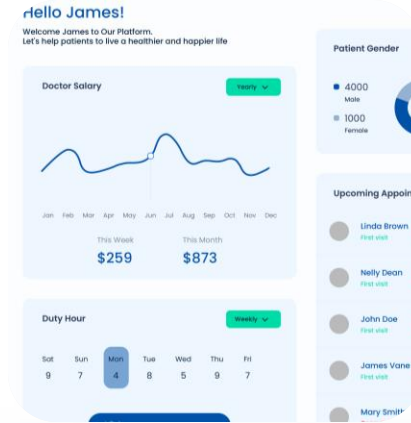 Hello James!
Welcome James to Our Platform.
Let's help patients to live a healthier and happier life
Doctor Salary
Yearly
Jan Feb Mar Apr May Jun Jul Aug Sep Oct Nov Dec
This Week
This Month
$259
$873
Duty Hour
Weekly
Sat Sun Mon Tue Wed Thu Fri
9 7 4 8 5 9 7
Patient Gender
4000
Male
1000
Female
Upcoming Appoin
Linda Brown
First visit
Nelly Dean
First visit
John Doe
First visit
James Vane
First visit
Mary Smith